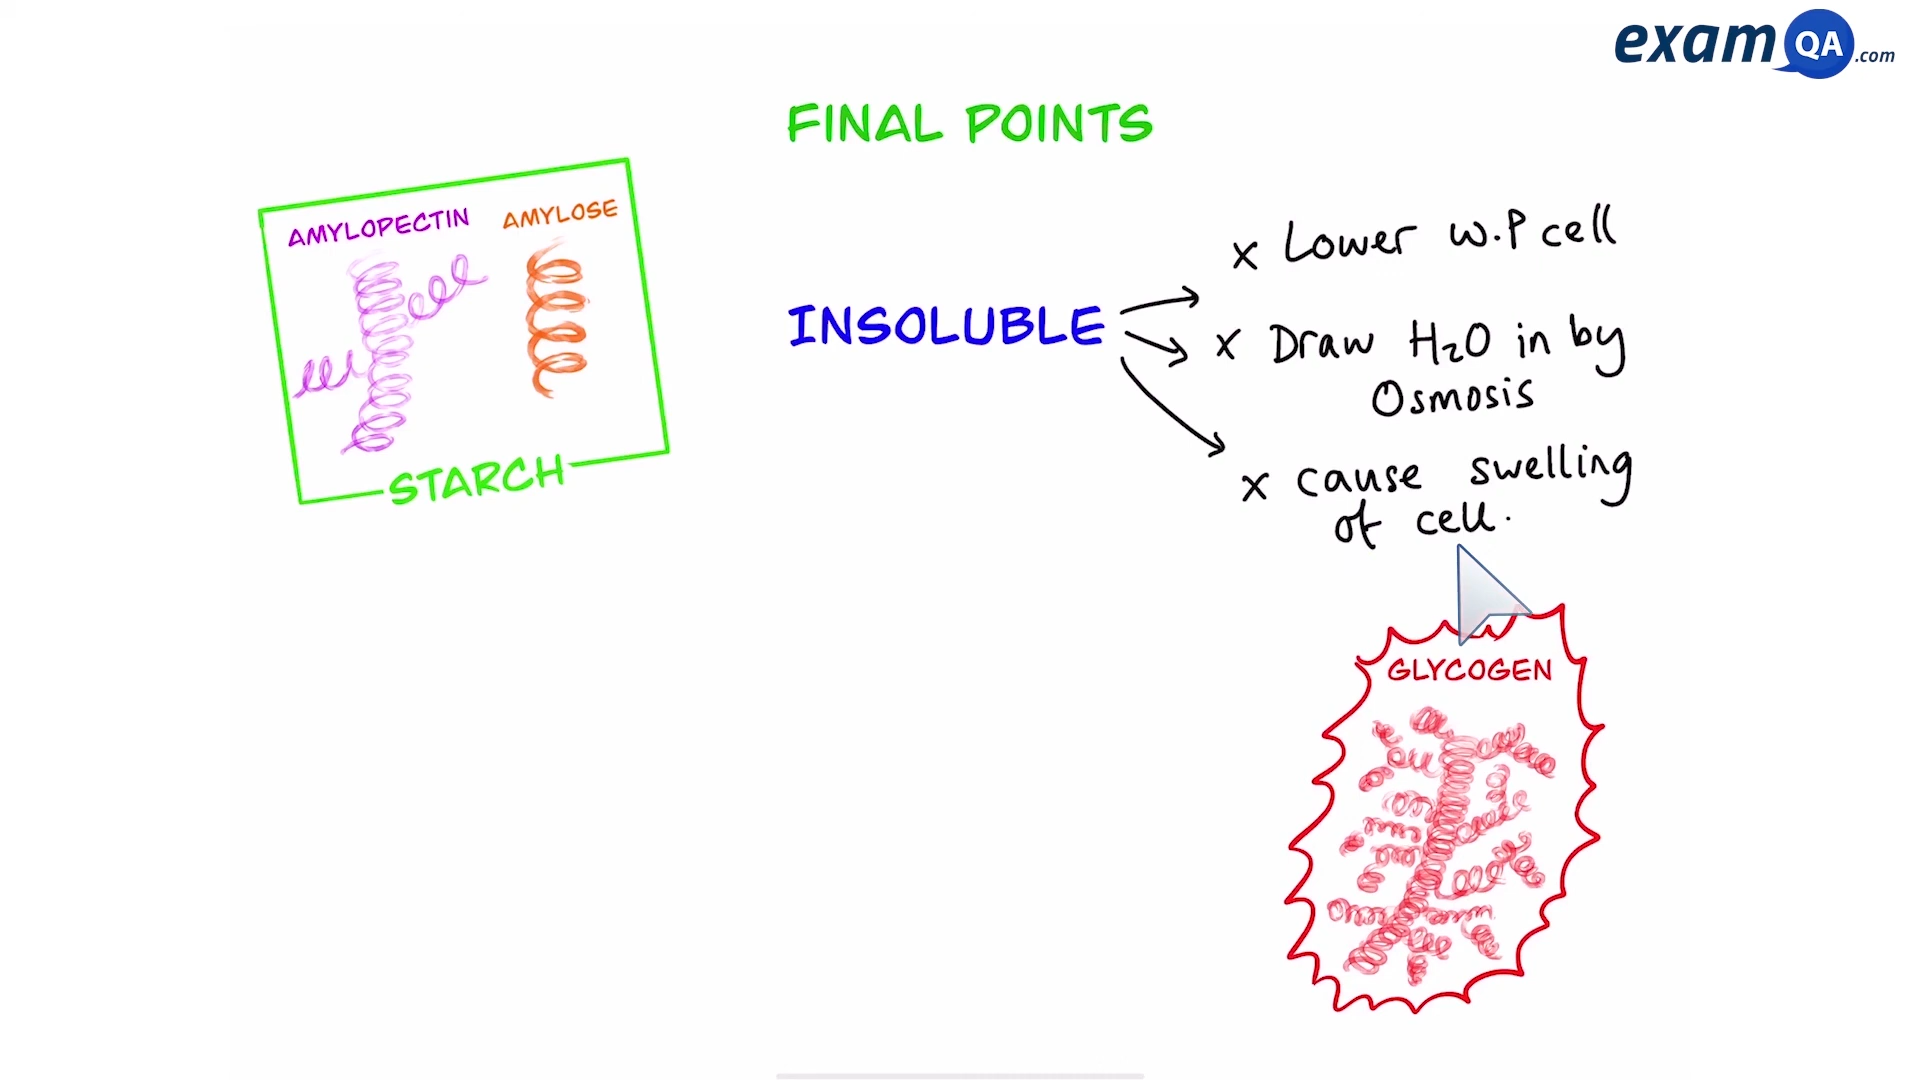 examQA.com
FINAL POINTS
AMYLOPECTIN AMYLOSE
STARCH
INSOLUBLE
x Lower W.P cell
x Draw H₂O in by
Osmosis
x cause swelling
of cell.
GLYCOGEN